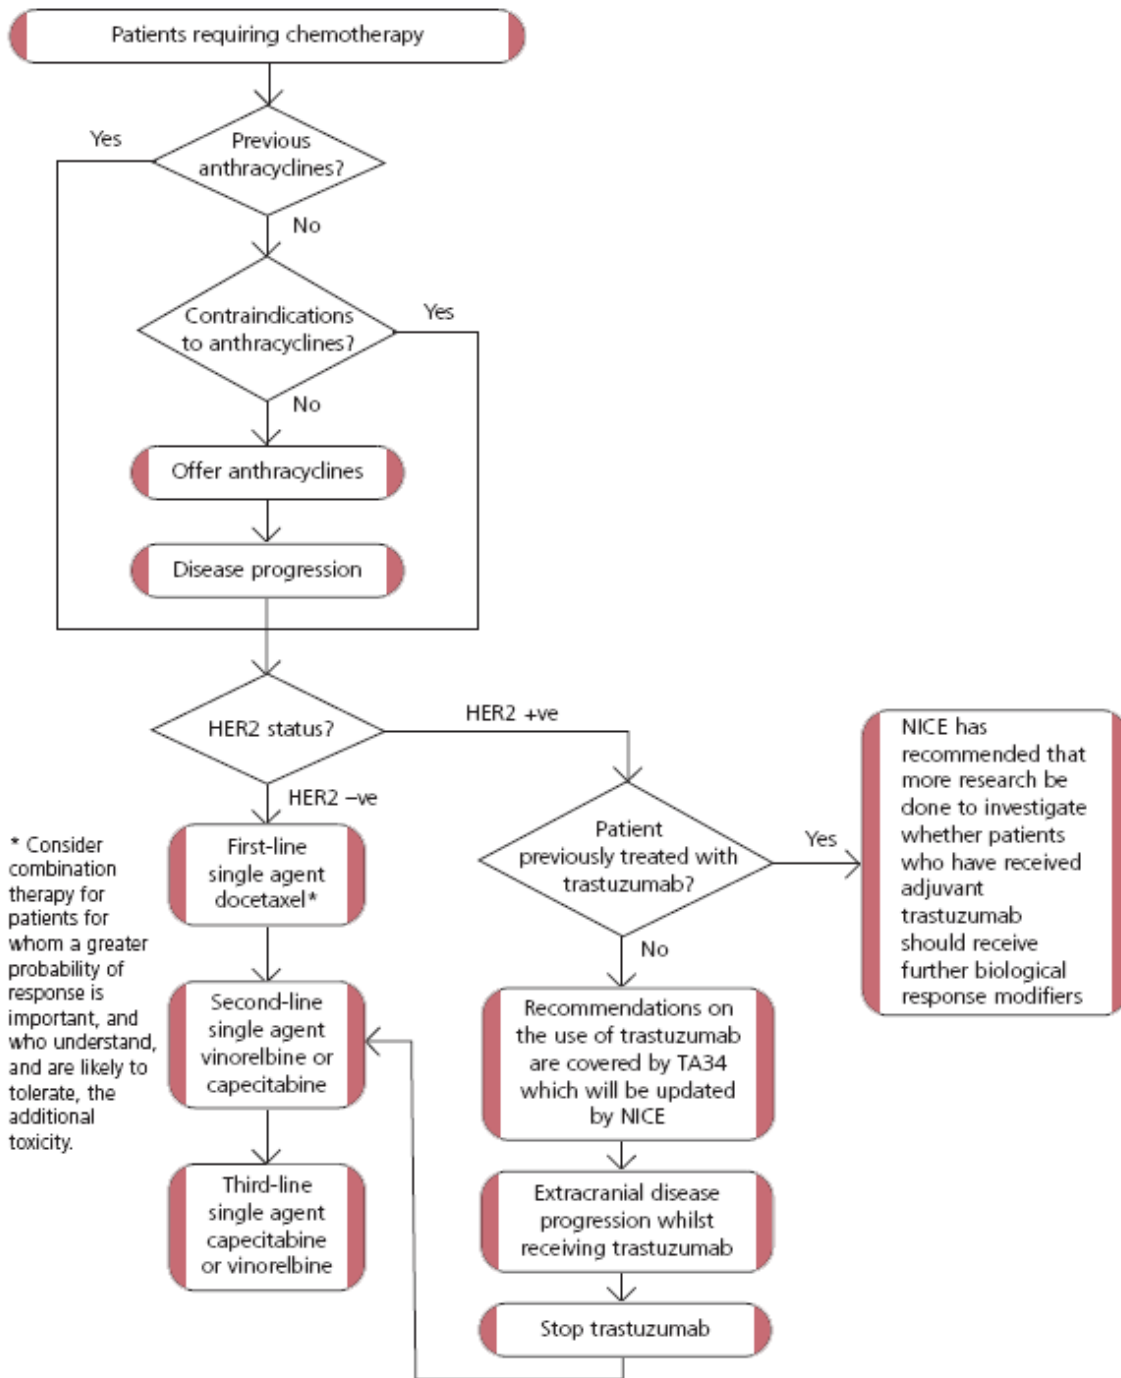 Patients requiring chemotherapy
Yes
Previous
anthracyclines?
No
Contraindications
to anthracyclines?
Yes
No
Offer anthracyclines
Disease progression
HER2 status?
HER2 +ve
HER2 –ve
* Consider
combination
therapy for
patients for
whom a greater
probability of
response is
important, and
who understand,
and are likely to
tolerate, the
additional
toxicity.
First-line
single agent
docetaxel*
Second-line
single agent
vinorelbine or
capecitabine
Third-line
single agent
capecitabine
or vinorelbine
Patient
previously treated with
trastuzumab?
Yes
No
NICE has
recommended that
more research be
done to investigate
whether patients
who have received
adjuvant
trastuzumab
should receive
further biological
response modifiers
Recommendations on
the use of trastuzumab
are covered by TA34
which will be updated
by NICE
Extracranial disease
progression whilst
receiving trastuzumab
Stop trastuzumab